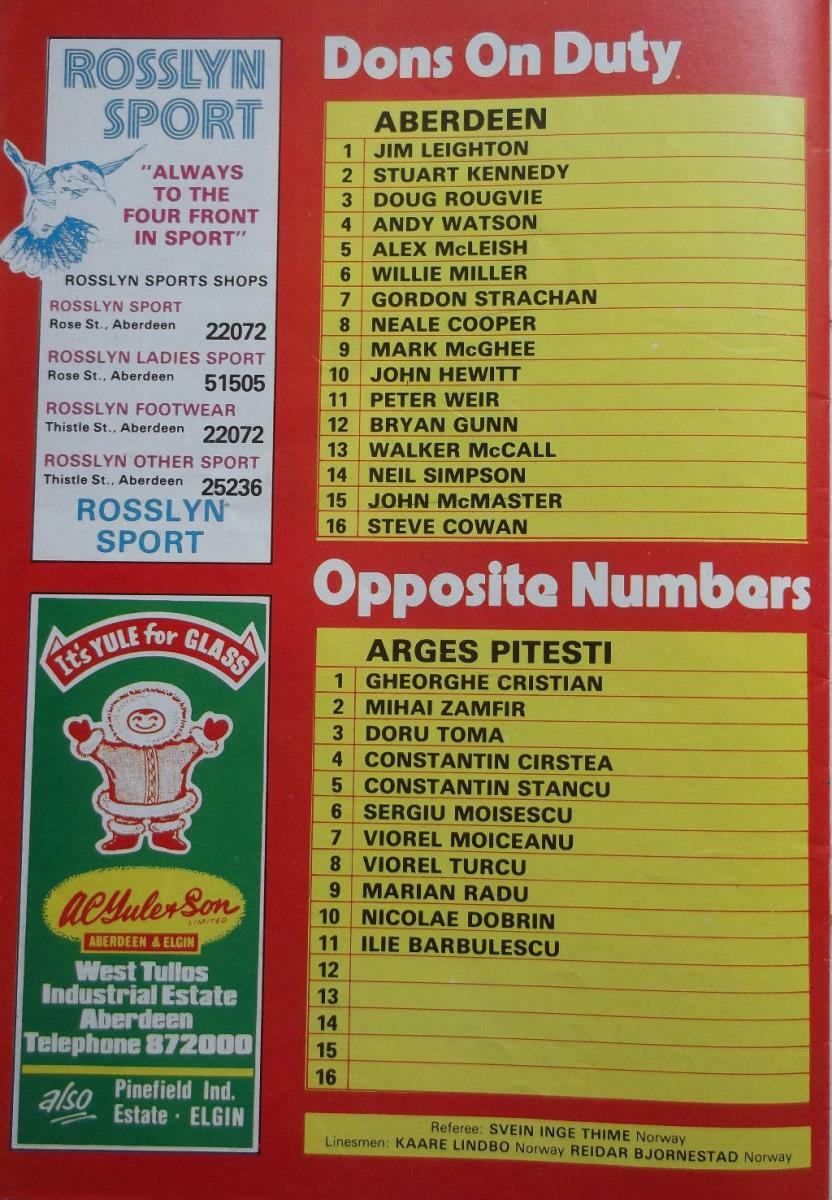 ROSSLYN
SPORT
"ALWAYS
TO THE
FOUR FRONT
IN SPORT"
ROSSLYN SPORTS SHOPS
ROSSLYN SPORT
Rose St., Aberdeen 22072
ROSSLYN LADIES SPORT
Rose St., Aberdeen 51505
ROSSLYN FOOTWEAR
Thistle St., Aberdeen 22072
ROSSLYN OTHER SPORT
Thistle St., Aberdeen 25236
ROSSLYN
SPORT
It's YULE for GLASS
AC Yule & Son
LIMITED
ABERDEEN & ELGIN
West Tullos
Industrial Estate
Aberdeen
Telephone 872000
also Pinefield Ind.
Estate · ELGIN
Dons On Duty
ABERDEEN
1 JIM LEIGHTON
2 STUART KENNEDY
3 DOUG ROUGVIE
4 ANDY WATSON
5 ALEX McLEISH
6 WILLIE MILLER
7 GORDON STRACHAN
8 NEALE COOPER
9 MARK McGHEE
10 JOHN HEWITT
11 PETER WEIR
12 BRYAN GUNN
13 WALKER McCALL
14 NEIL SIMPSON
15 JOHN McMASTER
16 STEVE COWAN
Opposite Numbers
ARGES PITESTI
1 GHEORGHE CRISTIAN
2 MIHAI ZAMFIR
3 DORU TOMA
4 CONSTANTIN CIRSTEA
5 CONSTANTIN STANCU
6 SERGIU MOISESCU
7 VIOREL MOICEANU
8 VIOREL TURCU
9 MARIAN RADU
10 NICOLAE DOBRIN
11 ILIE BARBULESCU
12
13
14
15
16
Referee: SVEIN INGE THIME Norway
Linesmen: KAARE LINDBO Norway REIDAR BJORNESTAD Norway